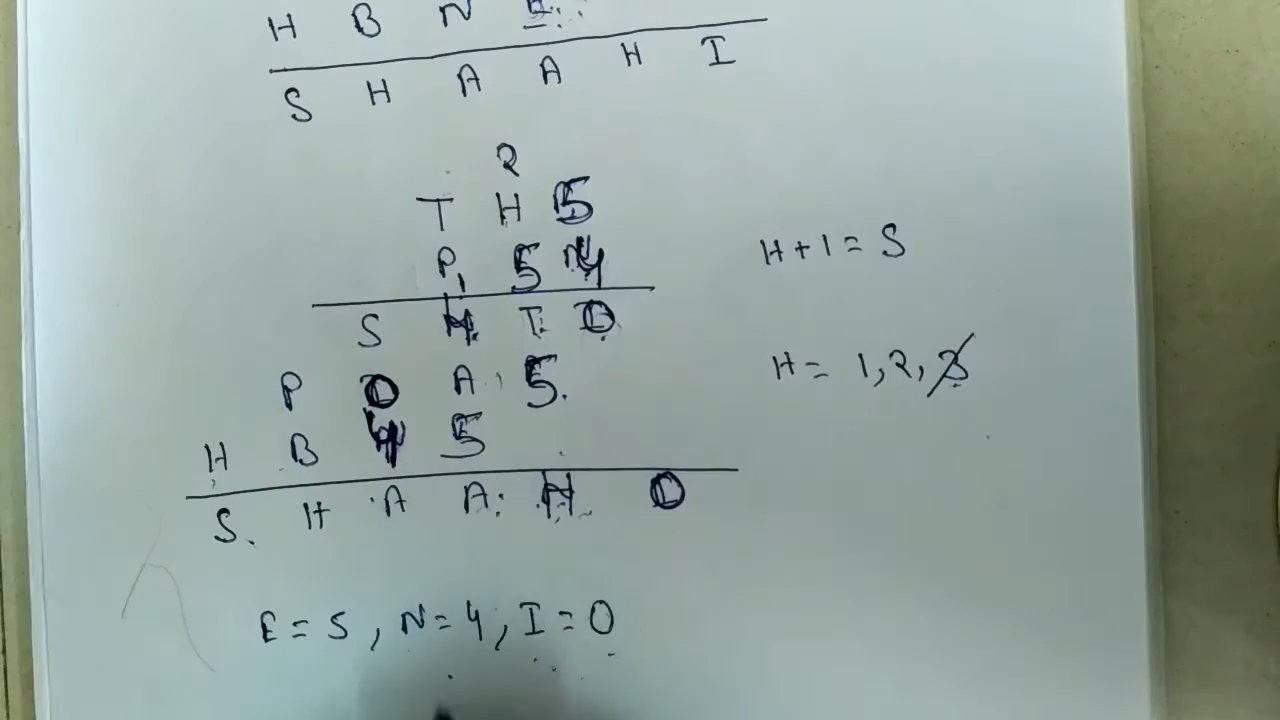 H B N E
S H A A H I
2
T H 5
P 5 4
S H T 0
P 0 A 5
H B 4 5
S H A A H 0
H + 1 = S
H = 1, 2, 3
E = 5, N = 4, I = 0